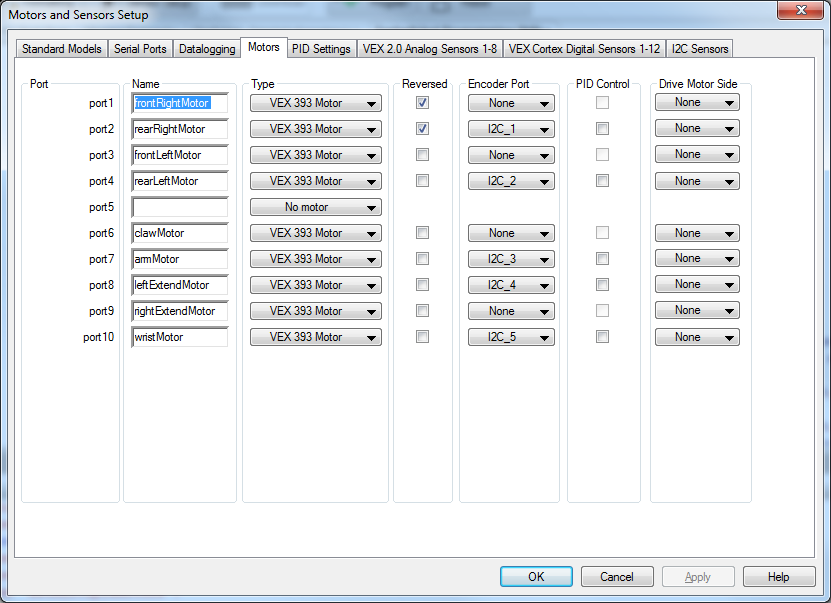 Motors and Sensors Setup
Standard Models Serial Ports Datalogging Motors PID Settings VEX 2.0 Analog Sensors 1-8 VEX Cortex Digital Sensors 1-12 I2C Sensors
Port Name Type Reversed Encoder Port PID Control Drive Motor Side
port1 frontRightMotor VEX 393 Motor None None
port2 rearRightMotor VEX 393 Motor I2C_1 None
port3 frontLeftMotor VEX 393 Motor None None
port4 rearLeftMotor VEX 393 Motor I2C_2 None
port5 No motor
port6 clawMotor VEX 393 Motor None None
port7 armMotor VEX 393 Motor I2C_3 None
port8 leftExtendMotor VEX 393 Motor I2C_4 None
port9 rightExtendMotor VEX 393 Motor None None
port10 wristMotor VEX 393 Motor I2C_5 None
OK Cancel Apply Help